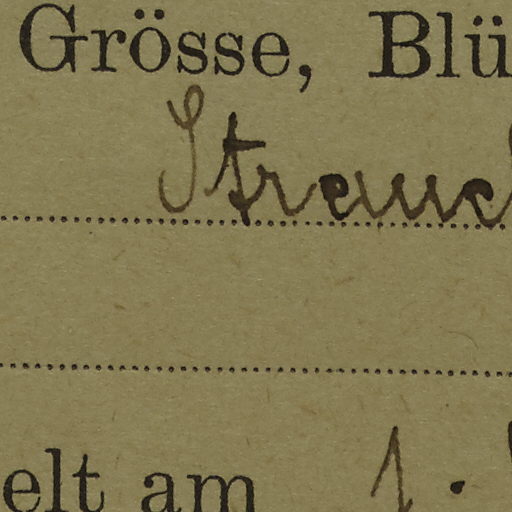 Grösse, Blü
Strauc
elt am 1.